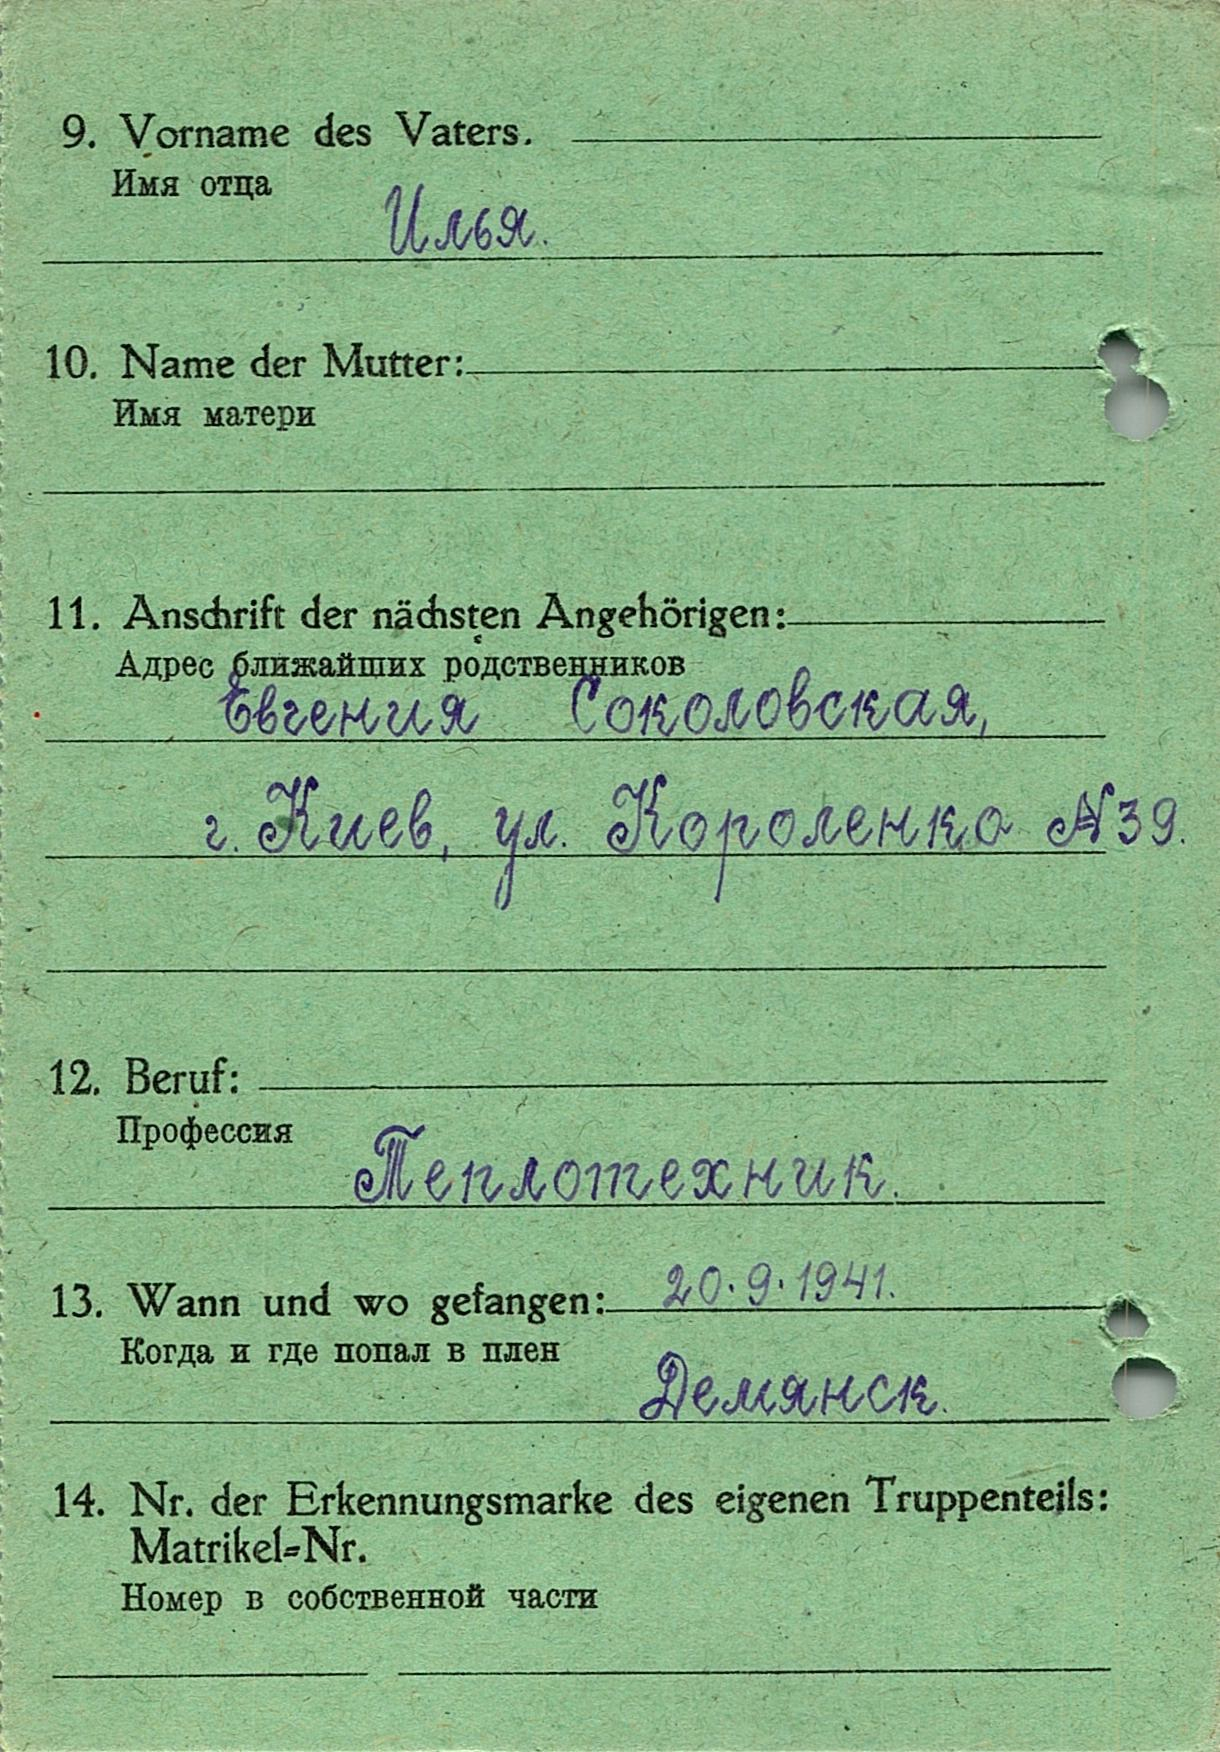 9. Vorname des Vaters.
Имя отца
Илья.
10. Name der Mutter:
Имя матери
11. Anschrift der nächsten Angehörigen:
Адрес ближайших родственников
Евгения Соколовская,
г. Киев, ул. Короленко № 39.
12. Beruf:
Профессия
Теплотехник.
13. Wann und wo gefangen: 20.9.1941.
Когда и где попал в плен
Демянск.
14. Nr. der Erkennungsmarke des eigenen Truppenteils:
Matrikel-Nr.
Номер в собственной части